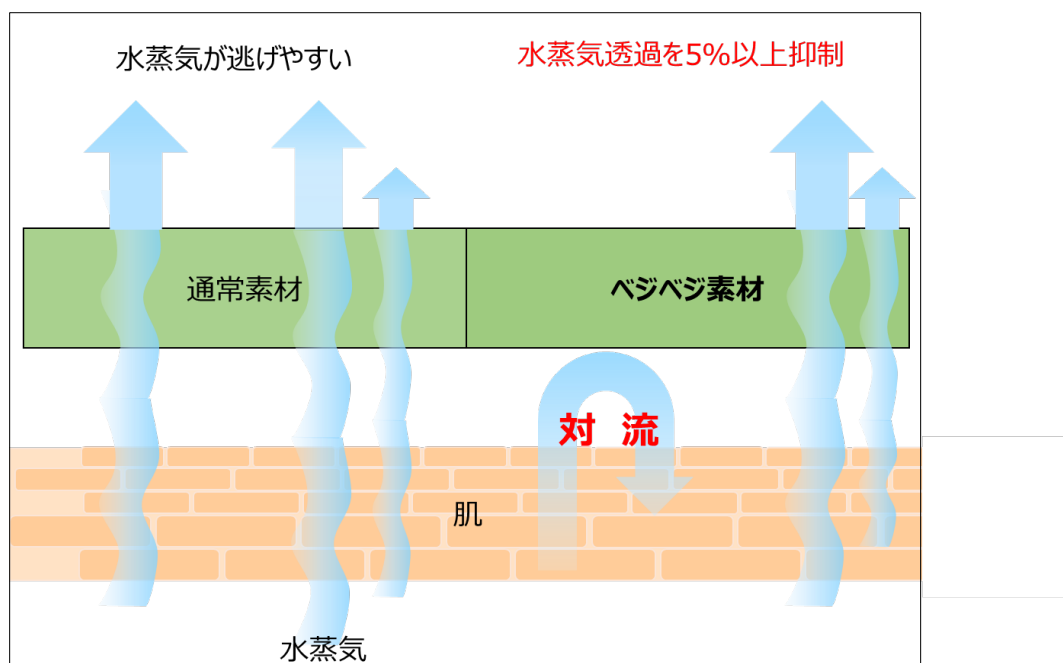 水蒸気が逃げやすい
水蒸気透過を5%以上抑制
通常素材
ベジベジ素材
対 流
肌
水蒸気